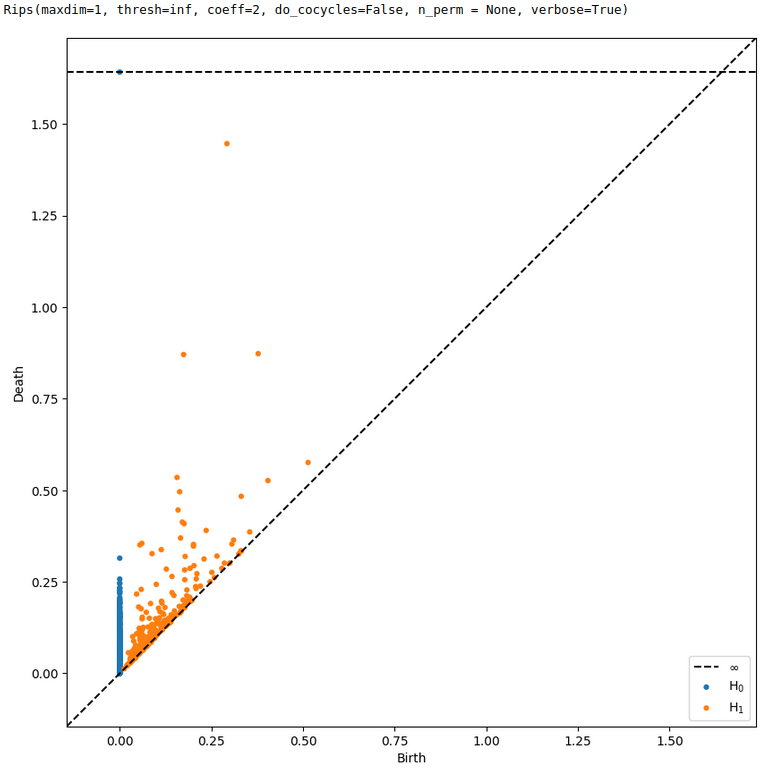 Rips(maxdim=1, thresh=inf, coeff=2, do_cocycles=False, n_perm = None, verbose=True)
1.50
1.25
1.00
0.75
0.50
0.25
0.00
Death
0.00 0.25 0.50 0.75 1.00 1.25 1.50
Birth
∞
H₀
H₁